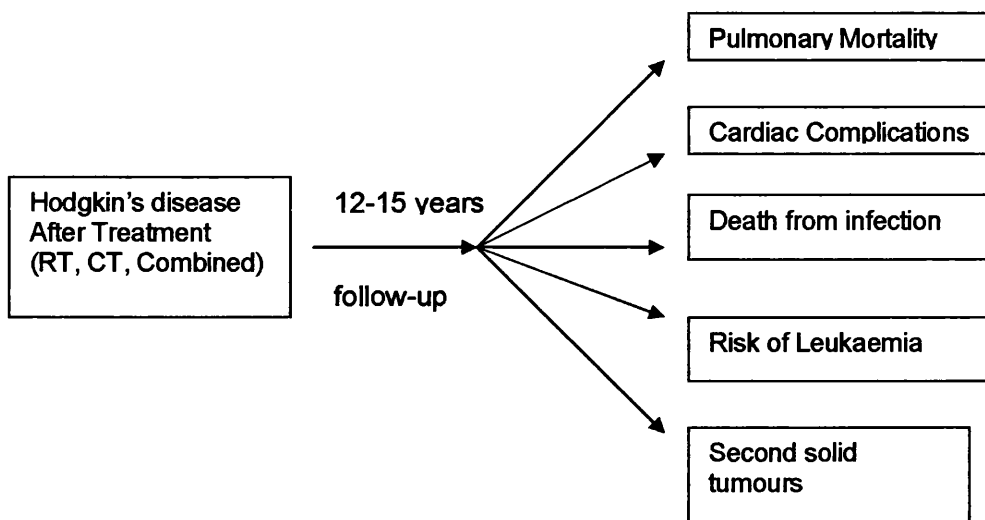 Pulmonary Mortality
Cardiac Complications
Hodgkin's disease
After Treatment
(RT, CT, Combined)
12-15 years
follow-up
Death from infection
Risk of Leukaemia
Second solid
tumours